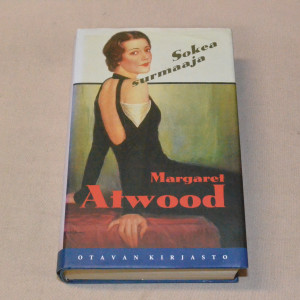 Sokea
surmaaja
Margaret
Atwood
OTAVAN KIRJASTO